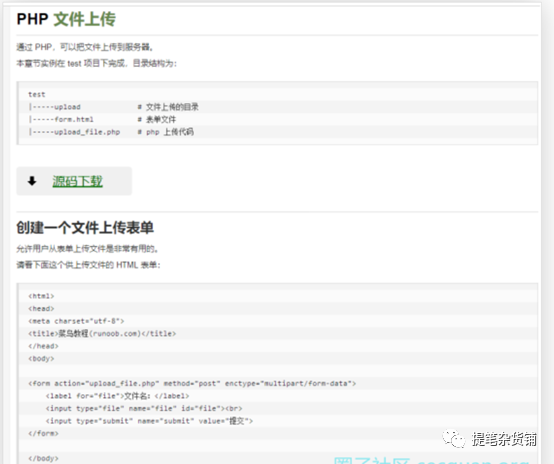 PHP 文件上传
通过 PHP，可以把文件上传到服务器。
本章节实例在 test 项目下完成，目录结构为：
test
|-----upload # 文件上传的目录
|-----form.html # 表单文件
|-----upload_file.php # php 上传代码
源码下载
创建一个文件上传表单
允许用户从表单上传文件是非常有用的。
请看下面这个供上传文件的 HTML 表单：
<html>
<head>
<meta charset="utf-8">
<title>菜鸟教程(runoob.com)</title>
</head>
<body>
<form action="upload_file.php" method="post" enctype="multipart/form-data">
<label for="file">文件名：</label>
<input type="file" name="file" id="file"><br>
<input type="submit" name="submit" value="提交">
</form>
</body>
提笔杂货铺